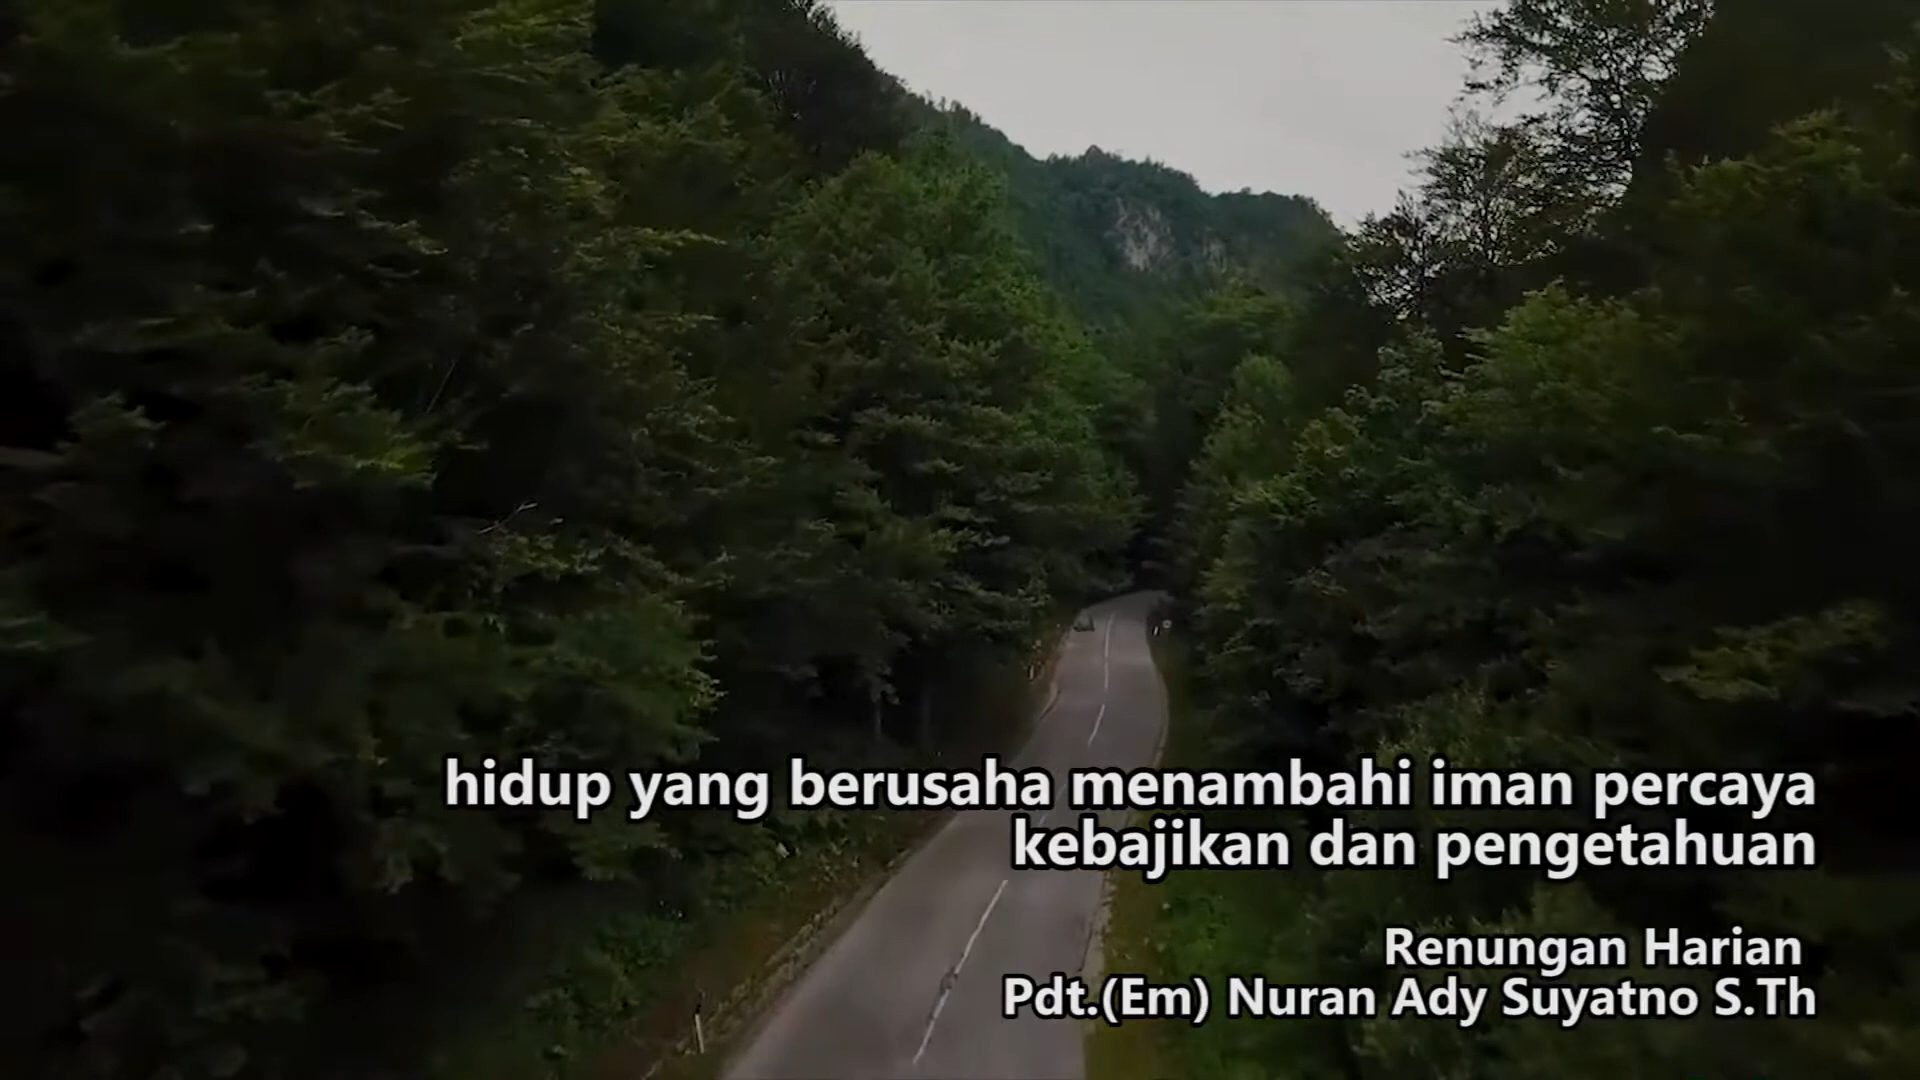 hidup yang berusaha menambahi iman percaya
kebajikan dan pengetahuan
Renungan Harian
Pdt.(Em) Nuran Ady Suyatno S.Th